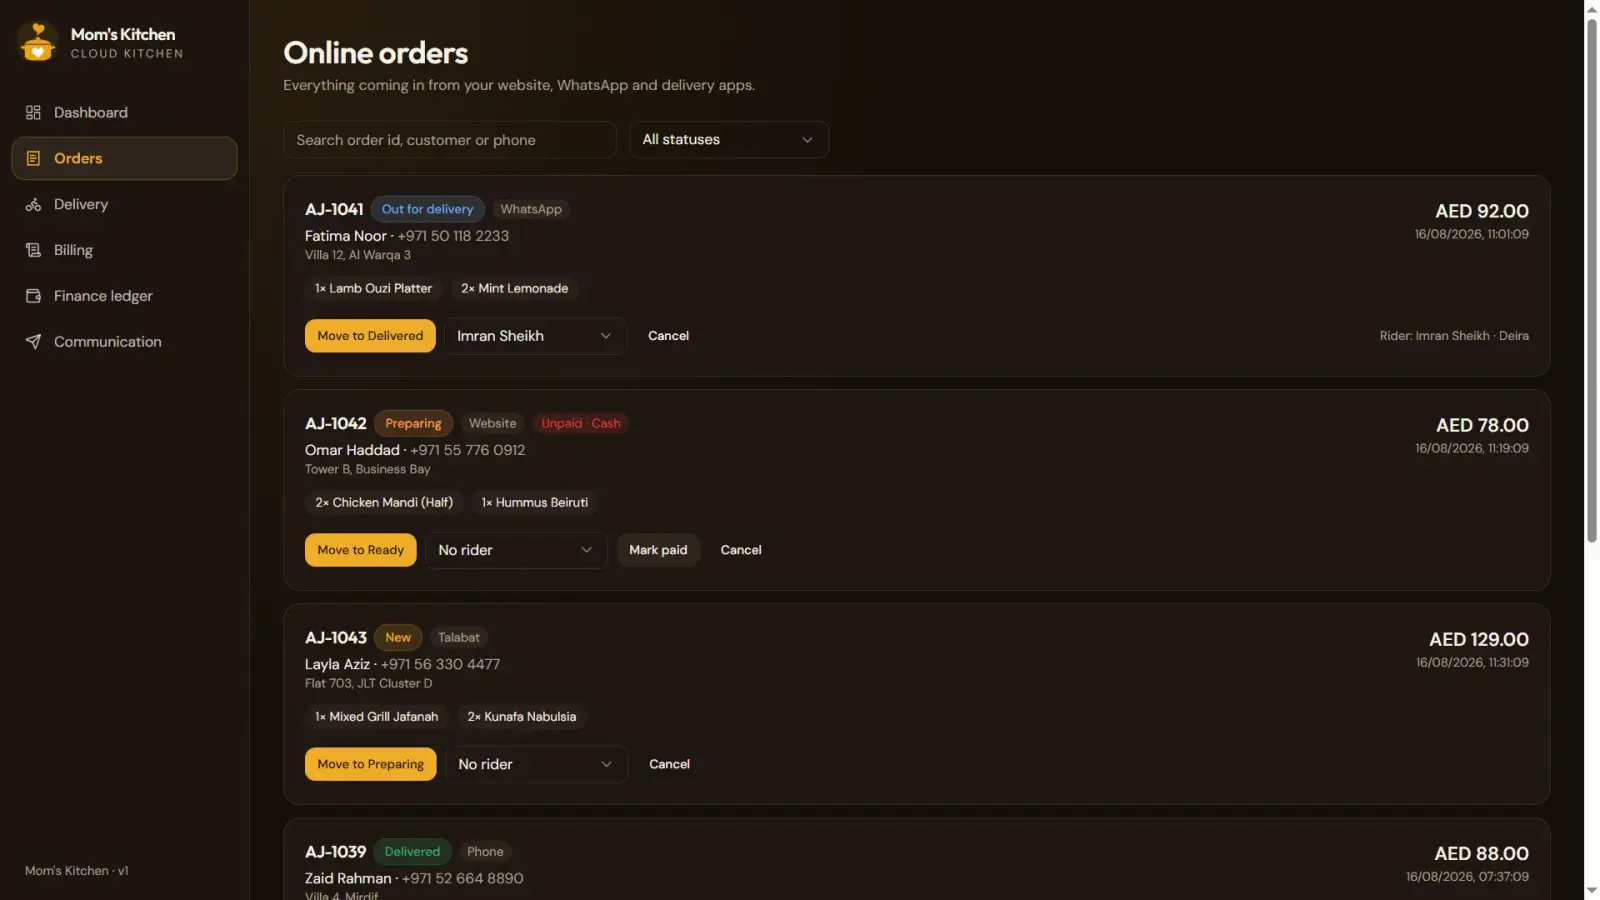 Mom's Kitchen
CLOUD KITCHEN
Dashboard
Orders
Delivery
Billing
Finance ledger
Communication
Mom's Kitchen · v1
Online orders
Everything coming in from your website, WhatsApp and delivery apps.
Search order id, customer or phone
All statuses
AJ-1041 Out for delivery WhatsApp
AED 92.00
Fatima Noor · +971 50 118 2233
16/08/2026, 11:01:09
Villa 12, Al Warqa 3
1× Lamb Ouzi Platter 2× Mint Lemonade
Move to Delivered Imran Sheikh Cancel
Rider: Imran Sheikh · Deira
AJ-1042 Preparing Website Unpaid · Cash
AED 78.00
Omar Haddad · +971 55 776 0912
16/08/2026, 11:19:09
Tower B, Business Bay
2× Chicken Mandi (Half) 1× Hummus Beiruti
Move to Ready No rider Mark paid Cancel
AJ-1043 New Talabat
AED 129.00
Layla Aziz · +971 56 330 4477
16/08/2026, 11:31:09
Flat 703, JLT Cluster D
1× Mixed Grill Jafanah 2× Kunafa Nabulsia
Move to Preparing No rider Cancel
AJ-1039 Delivered Phone
AED 88.00
Zaid Rahman · +971 52 664 8890
16/08/2026, 07:37:09
Villa 4, Mirdif